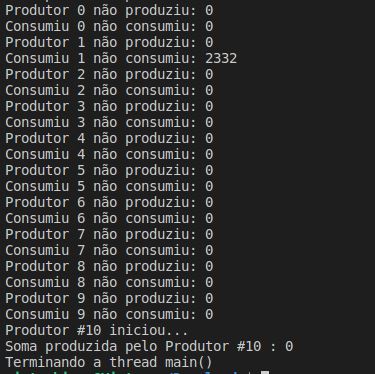 Produtor 0 não produziu: 0
Consumiu 0 não consumiu: 0
Produtor 1 não produziu: 0
Consumiu 1 não consumiu: 2332
Produtor 2 não produziu: 0
Consumiu 2 não consumiu: 0
Produtor 3 não produziu: 0
Consumiu 3 não consumiu: 0
Produtor 4 não produziu: 0
Consumiu 4 não consumiu: 0
Produtor 5 não produziu: 0
Consumiu 5 não consumiu: 0
Produtor 6 não produziu: 0
Consumiu 6 não consumiu: 0
Produtor 7 não produziu: 0
Consumiu 7 não consumiu: 0
Produtor 8 não produziu: 0
Consumiu 8 não consumiu: 0
Produtor 9 não produziu: 0
Consumiu 9 não consumiu: 0
Produtor #10 iniciou...
Soma produzida pelo Produtor #10 : 0
Terminando a thread main()